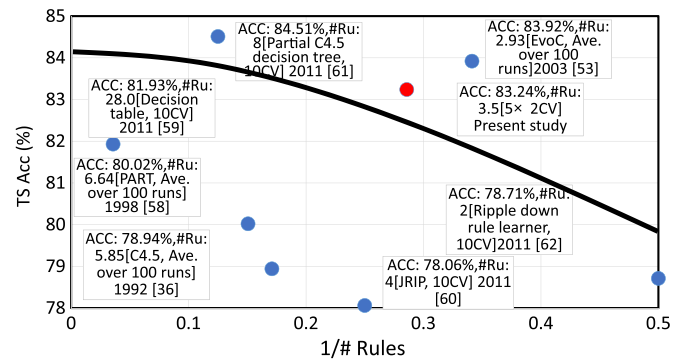 85
84
83
82
81
80
79
78
TS Acc (%)
ACC: 84.51%,#Ru:
8[Partial C4.5
decision tree,
10CV] 2011 [61]
ACC: 83.92%,#Ru:
2.93[EvoC, Ave.
over 100
runs]2003 [53]
ACC: 81.93%,#Ru:
28.0[Decision
table, 10CV]
2011 [59]
ACC: 83.24%,#Ru:
3.5[5× 2CV]
Present study
ACC: 80.02%,#Ru:
6.64[PART, Ave.
over 100 runs]
1998 [58]
ACC: 78.71%,#Ru:
2[Ripple down
rule learner,
10CV]2011 [62]
ACC: 78.94%,#Ru:
5.85[C4.5, Ave.
over 100 runs]
1992 [36]
ACC: 78.06%,#Ru:
4[JRIP, 10CV] 2011
[60]
0
0.1
0.2
0.3
0.4
0.5
1/# Rules